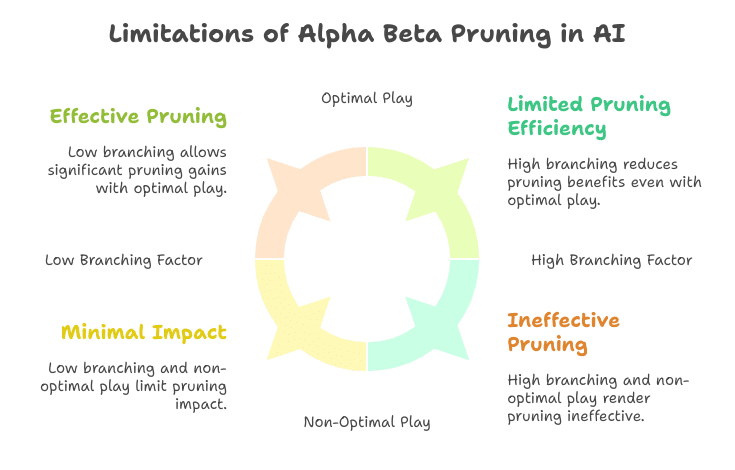 Limitations of Alpha Beta Pruning in AI
Optimal Play
Effective Pruning
Low branching allows
significant pruning gains
with optimal play.
Limited Pruning
Efficiency
High branching reduces
pruning benefits even with
optimal play.
Low Branching Factor
High Branching Factor
Minimal Impact
Low branching and non-
optimal play limit pruning
impact.
Ineffective
Pruning
High branching and non-
optimal play render
pruning ineffective.
Non-Optimal Play